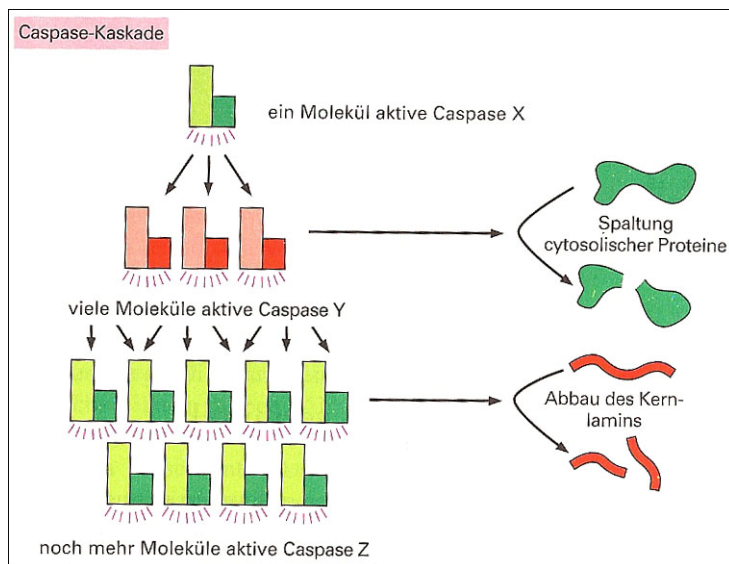 Caspase-Kaskade
ein Molekül aktive Caspase X
Spaltung
cytosolischer Proteine
viele Moleküle aktive Caspase Y
Abbau des Kern-
lamins
noch mehr Moleküle aktive Caspase Z